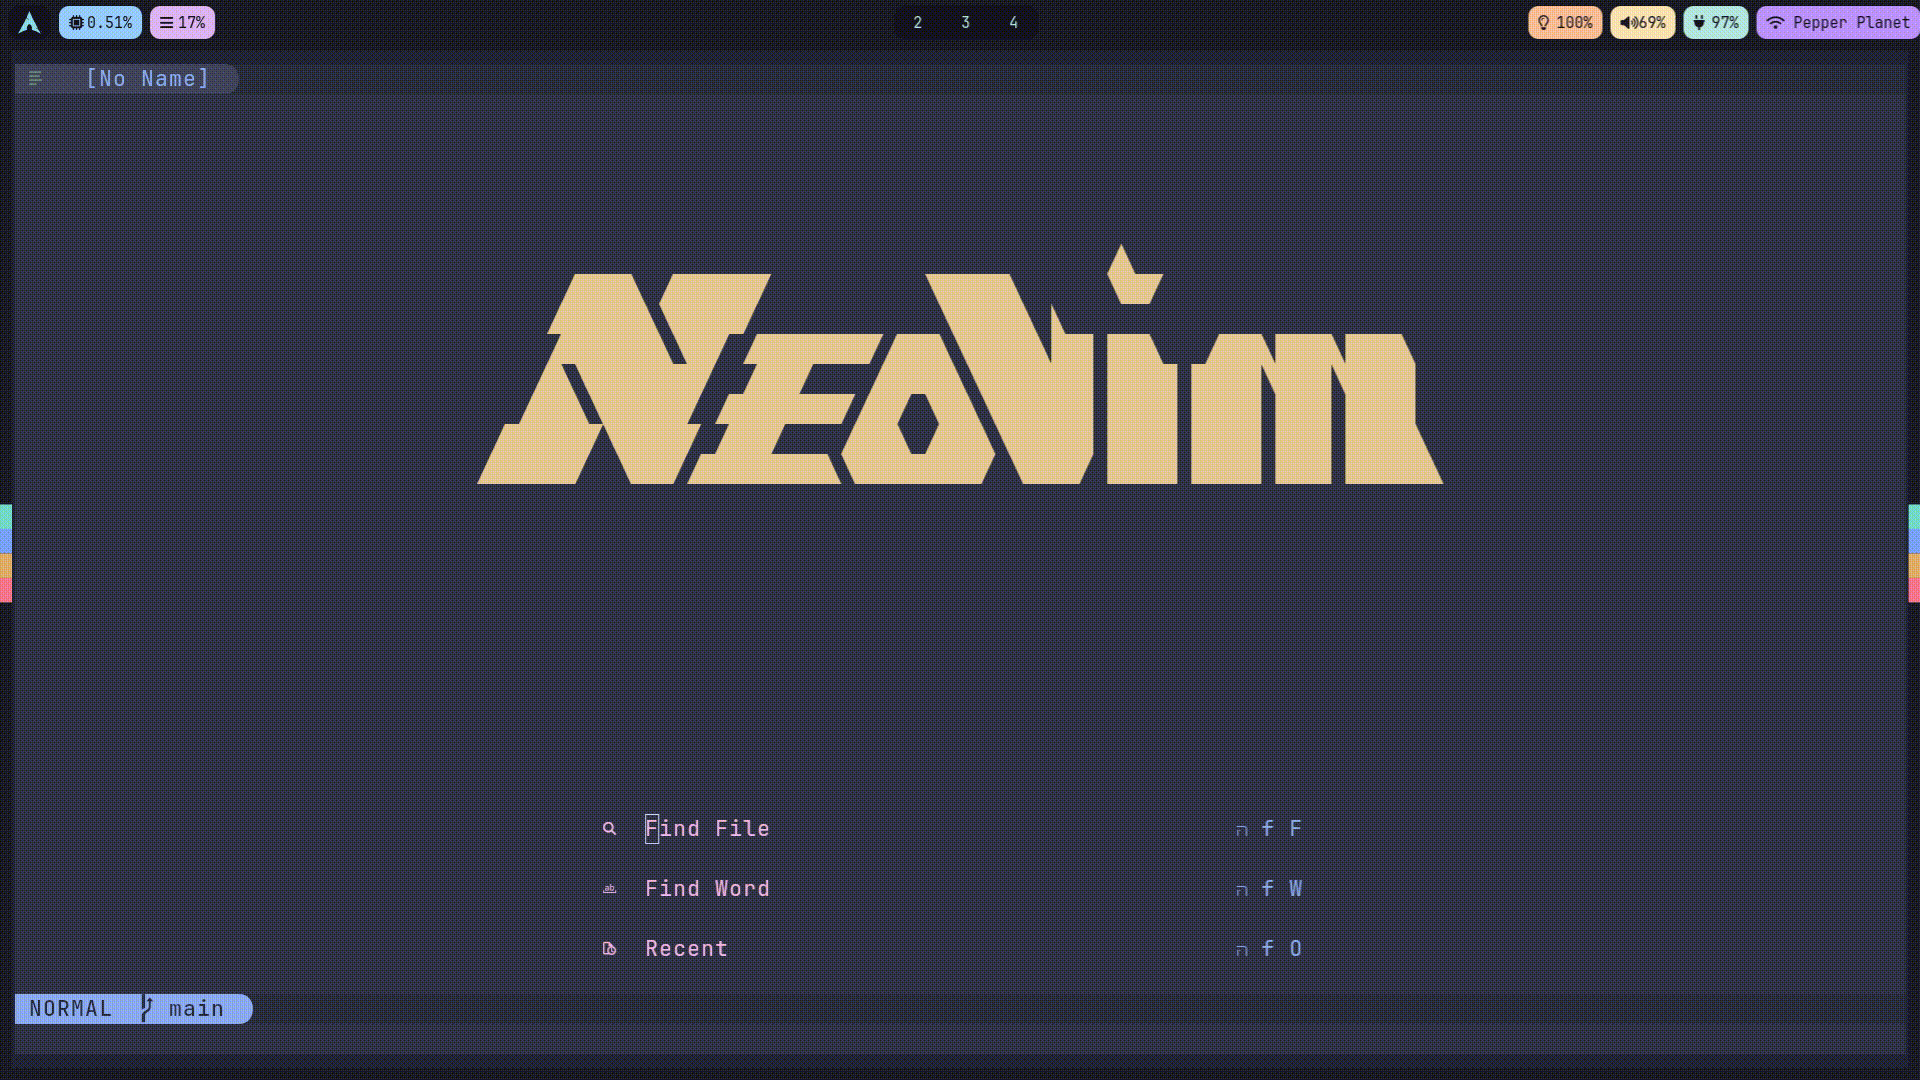 0.51% 17% 2 3 4 100% 69% 97% Pepper Planet
[No Name]
NEOVim
Find File f F
Find Word f W
Recent f O
NORMAL main